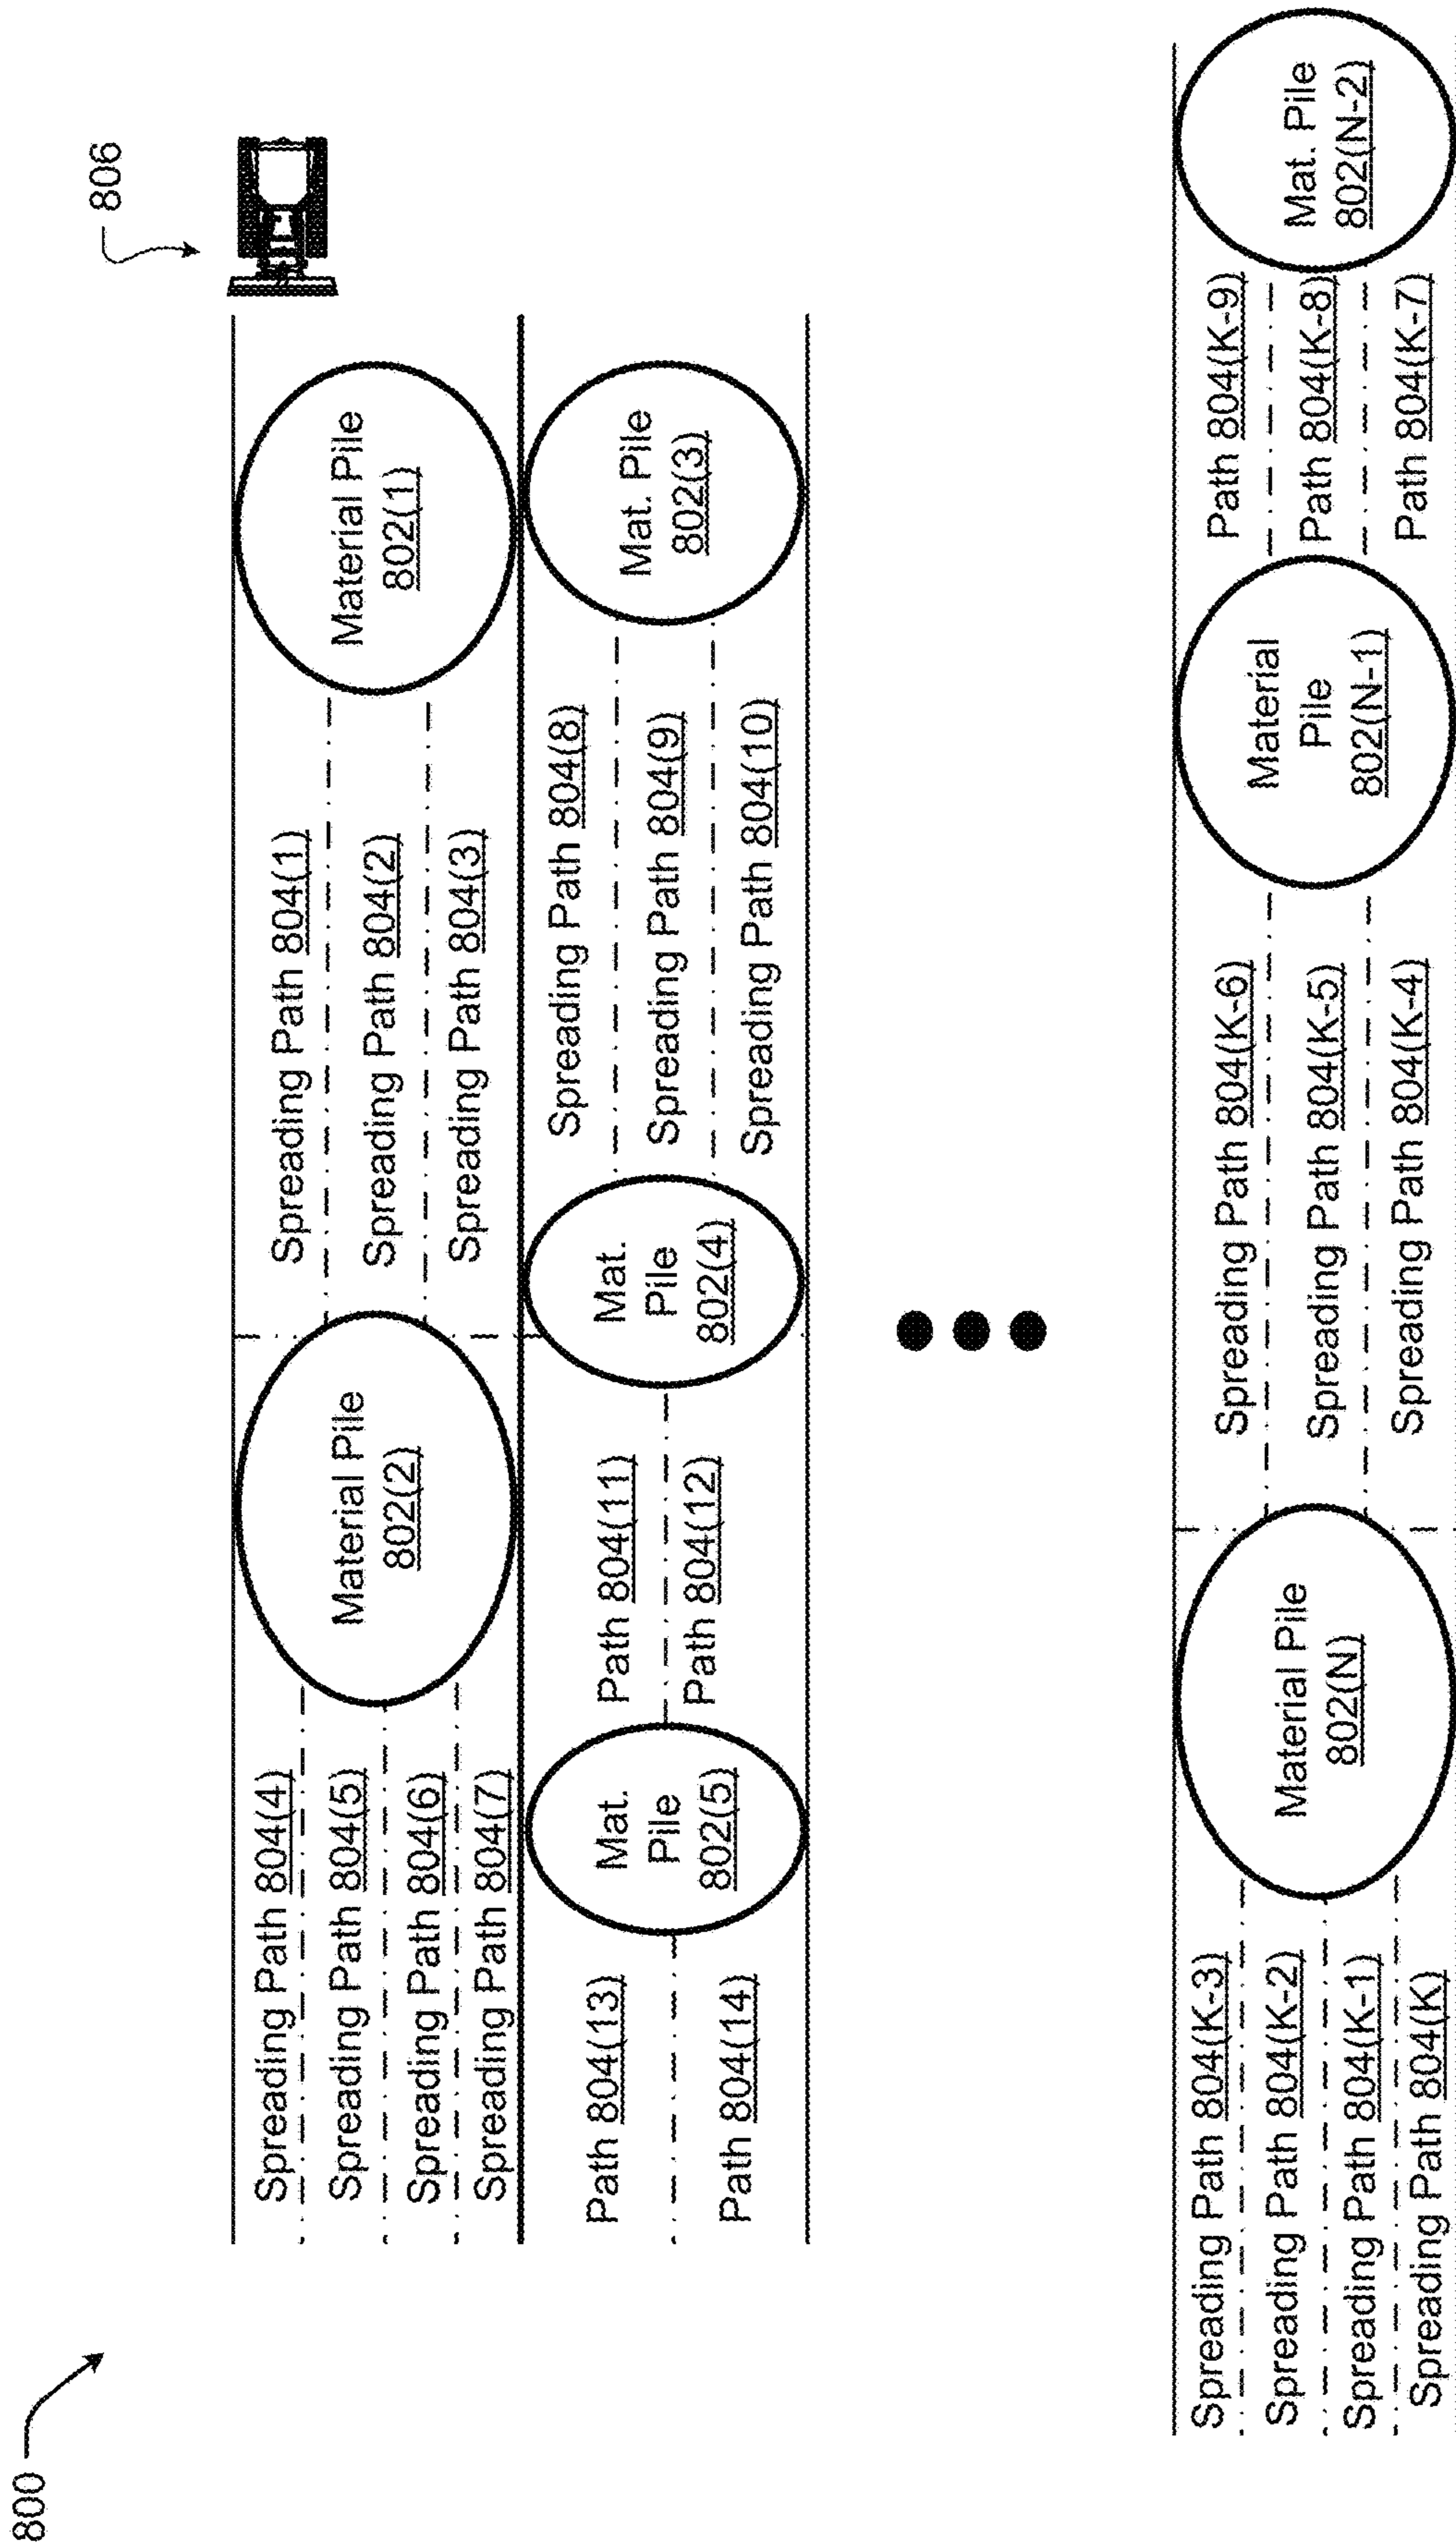 800
806
Spreading Path 804(4)
Spreading Path 804(5)
Spreading Path 804(6)
Spreading Path 804(7)
Material Pile
802(2)
Spreading Path 804(1)
Spreading Path 804(2)
Spreading Path 804(3)
Material Pile
802(1)
Path 804(13)
Path 804(14)
Mat.
Pile
802(5)
Path 804(11)
Path 804(12)
Mat.
Pile
802(4)
Spreading Path 804(8)
Spreading Path 804(9)
Spreading Path 804(10)
Mat. Pile
802(3)
Spreading Path 804(K-3)
Spreading Path 804(K-2)
Spreading Path 804(K-1)
Spreading Path 804(K)
Material Pile
802(N)
Spreading Path 804(K-6)
Spreading Path 804(K-5)
Spreading Path 804(K-4)
Material
Pile
802(N-1)
Path 804(K-9)
Path 804(K-8)
Path 804(K-7)
Mat. Pile
802(N-2)